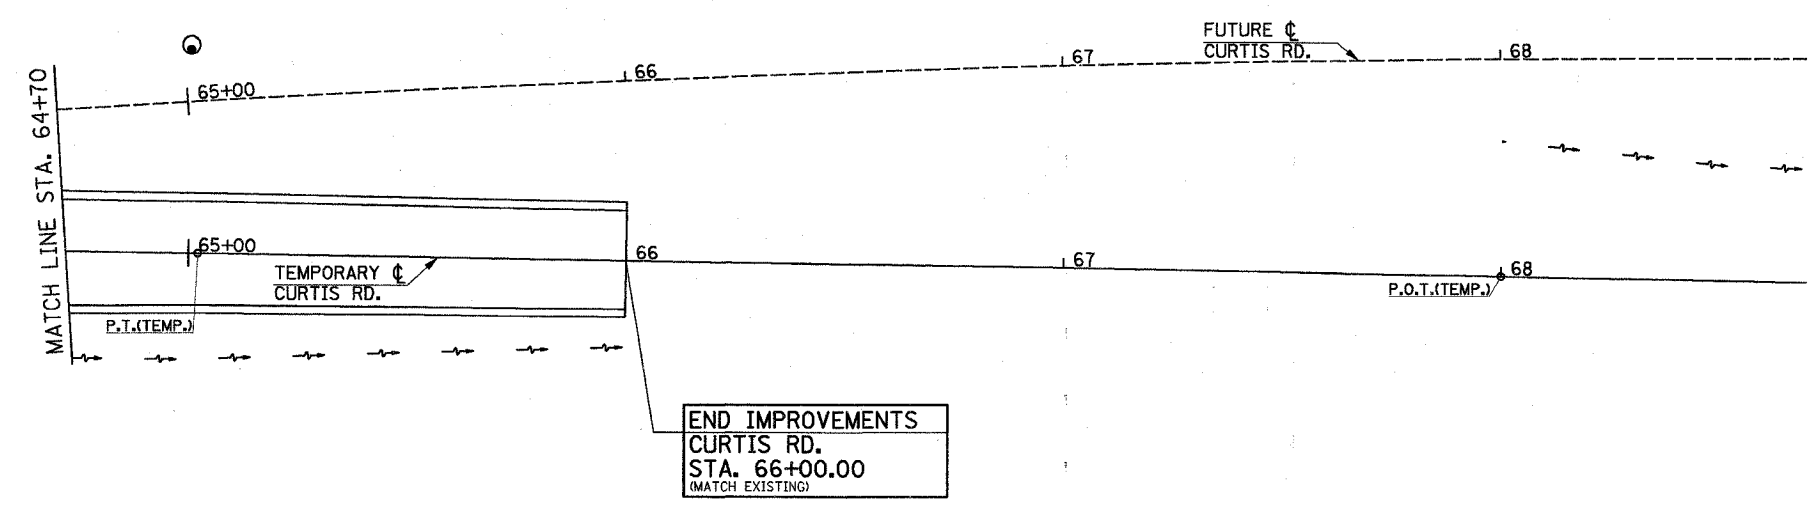 FUTURE ℄
CURTIS RD.
65+00
66
67
68
MATCH LINE STA. 64+70
65+00
66
67
68
TEMPORARY ℄
CURTIS RD.
P.T.(TEMP.)
P.O.T.(TEMP.)
END IMPROVEMENTS
CURTIS RD.
STA. 66+00.00
(MATCH EXISTING)